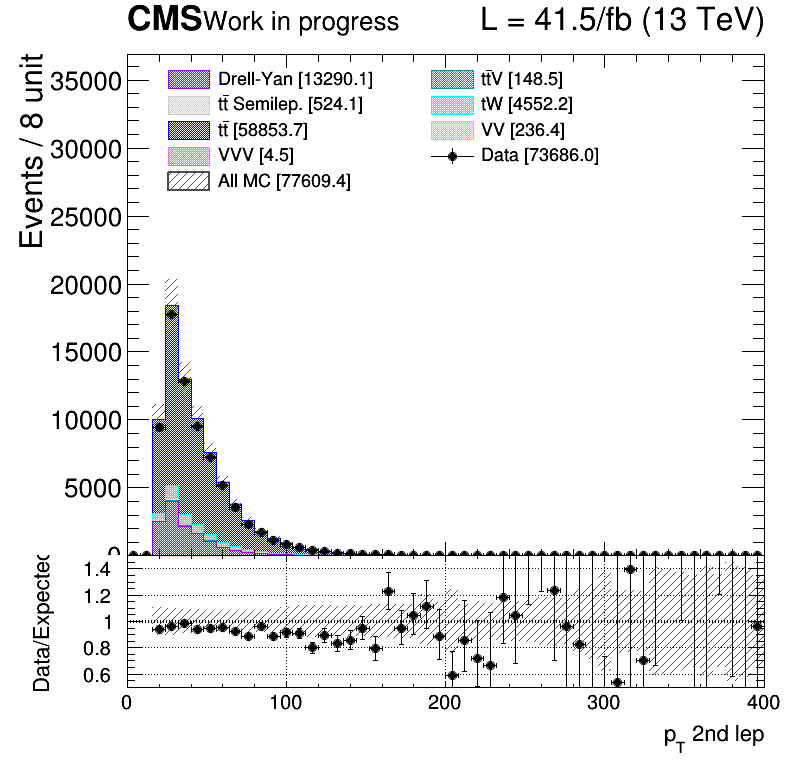 CMS Work in progress L = 41.5/fb (13 TeV)
Events / 8 unit
35000
30000
25000
20000
15000
10000
5000
0
Drell-Yan [13290.1]
tt̄ Semilep. [524.1]
tt̄ [58853.7]
VVV [4.5]
All MC [77609.4]
tt̄V [148.5]
tW [4552.2]
VV [236.4]
Data [73686.0]
Data/Expected
1.4
1.2
1
0.8
0.6
0 100 200 300 400
p_T 2nd lep